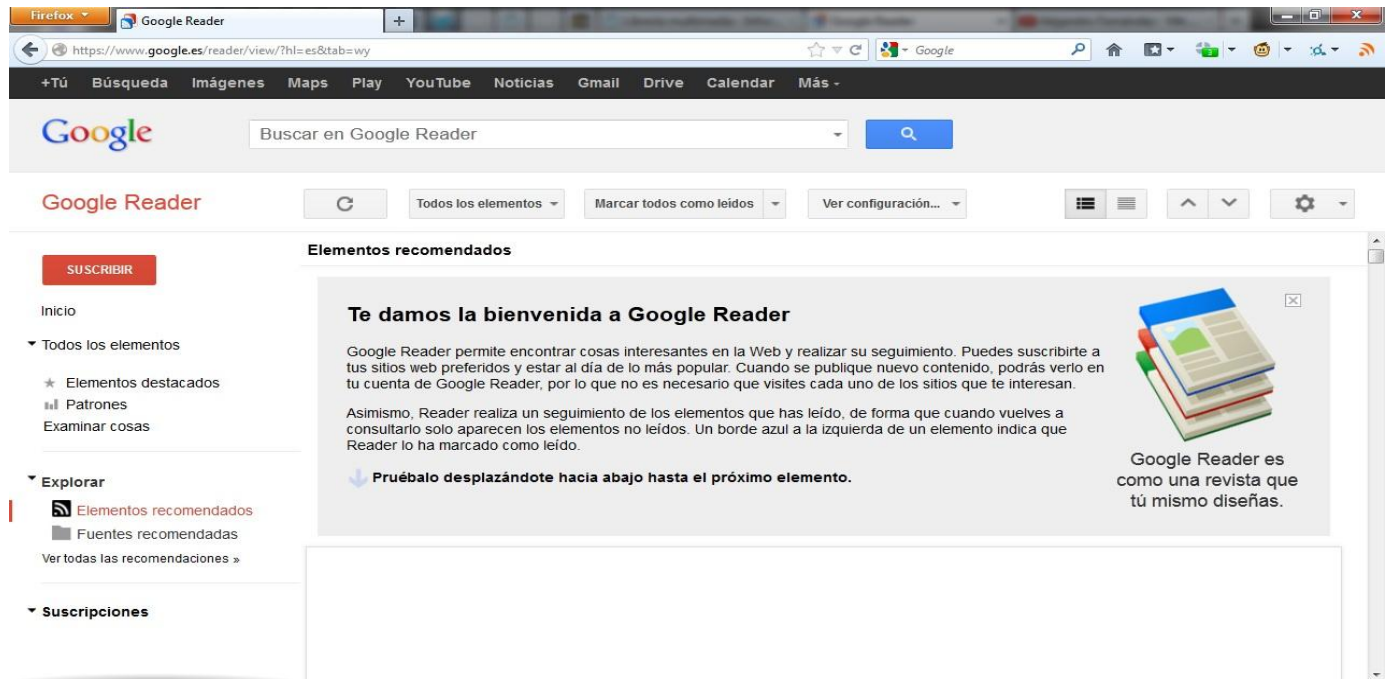 Firefox
Google Reader
https://www.google.es/reader/view/?hl=es&tab=wy
Google
+Tú Búsqueda Imágenes Maps Play YouTube Noticias Gmail Drive Calendar Más
Google
Buscar en Google Reader
Google Reader
Todos los elementos
Marcar todos como leídos
Ver configuración...
SUSCRIBIR
Inicio
Todos los elementos
Elementos destacados
Patrones
Examinar cosas
Explorar
Elementos recomendados
Fuentes recomendadas
Ver todas las recomendaciones »
Suscripciones
Elementos recomendados
Te damos la bienvenida a Google Reader
Google Reader permite encontrar cosas interesantes en la Web y realizar su seguimiento. Puedes suscribirte a
tus sitios web preferidos y estar al día de lo más popular. Cuando se publique nuevo contenido, podrás verlo en
tu cuenta de Google Reader, por lo que no es necesario que visites cada uno de los sitios que te interesan.
Asimismo, Reader realiza un seguimiento de los elementos que has leído, de forma que cuando vuelves a
consultarlo solo aparecen los elementos no leídos. Un borde azul a la izquierda de un elemento indica que
Reader lo ha marcado como leído.
Pruébalo desplazándote hacia abajo hasta el próximo elemento.
Google Reader es
como una revista que
tú mismo diseñas.